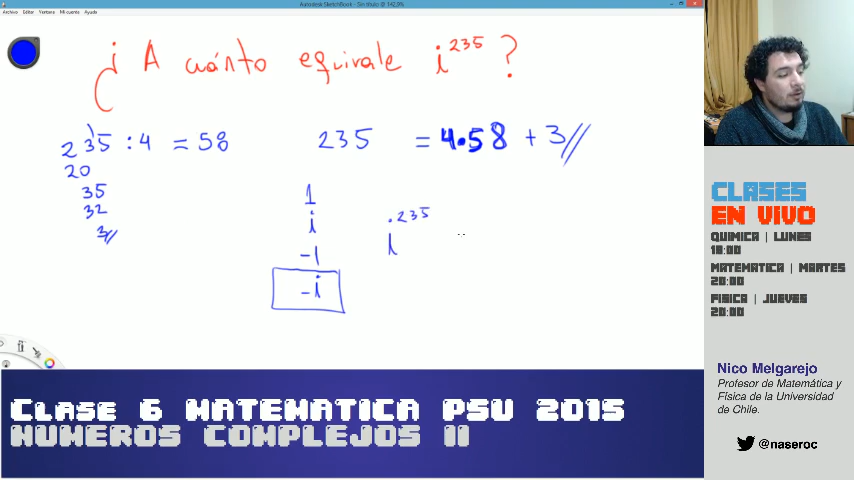 Autodesk SketchBook - Sin título * @ 142,9%
Archivo Editar Ventana Mi cuenta Ayuda
¿ A cuánto equivale i^235 ?
235 : 4 = 58
20
35
32
3//
235 = 4·58 + 3//
1
i
-1
-i
i^235
CLASES
EN VIVO
QUIMICA | LUNES
18:00
MATEMATICA | MARTES
20:00
FISICA | JUEVES
20:00
Nico Melgarejo
Profesor de Matemática y
Física de la Universidad
de Chile.
@naseroc
Clase 6 MATEMATICA PSU 2015
NUMEROS COMPLEJOS II